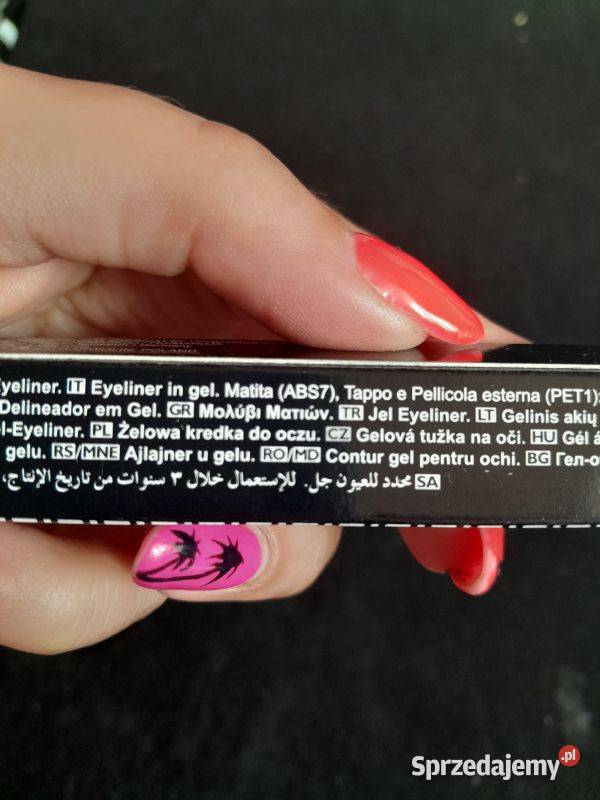 Germany
POLAND
Eyeliner. IT Eyeliner in gel. Matita (ABS7), Tappo e Pellicola esterna (PET1):
Delineador em Gel. GR Μολύβι Ματιών. TR Jel Eyeliner. LT Gelinis akių
l-Eyeliner. PL Żelowa kredka do oczu. CZ Gelová tužka na oči. HU Gél
gelu. RS/MNE Ajlajner u gelu. RO/MD Contur gel pentru ochi. BG Гел-о
SA محدد للعيون جل. للإستعمال خلال ٣ سنوات من تاريخ الإنتاج،
Sprzedajemy.pl